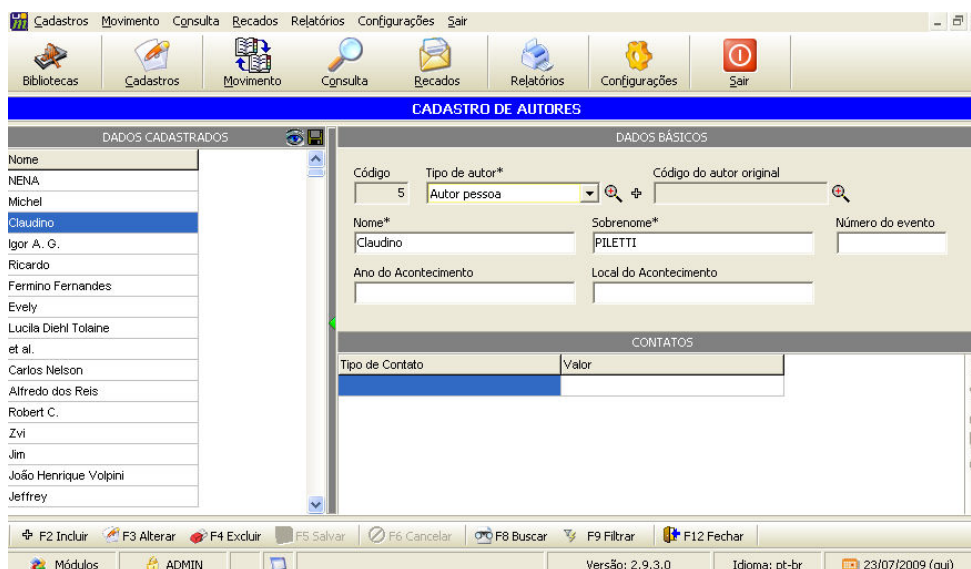 Cadastros Movimento Consulta Recados Relatórios Configurações Sair
Bibliotecas Cadastros Movimento Consulta Recados Relatórios Configurações Sair
CADASTRO DE AUTORES
DADOS CADASTRADOS
Nome
NENA
Michel
Claudino
Igor A. G.
Ricardo
Fermino Fernandes
Evely
Lucila Diehl Tolaine
et al.
Carlos Nelson
Alfredo dos Reis
Robert C.
Zvi
Jim
João Henrique Volpini
Jeffrey
DADOS BÁSICOS
Código Tipo de autor* Código do autor original
5 Autor pessoa
Nome* Sobrenome* Número do evento
Claudino PILETTI
Ano do Acontecimento Local do Acontecimento
CONTATOS
Tipo de Contato Valor
F2 Incluir F3 Alterar F4 Excluir F5 Salvar F6 Cancelar F8 Buscar F9 Filtrar F12 Fechar
Módulos ADMIN Versão: 2.9.3.0 Idioma: pt-br 23/07/2009 (qui)